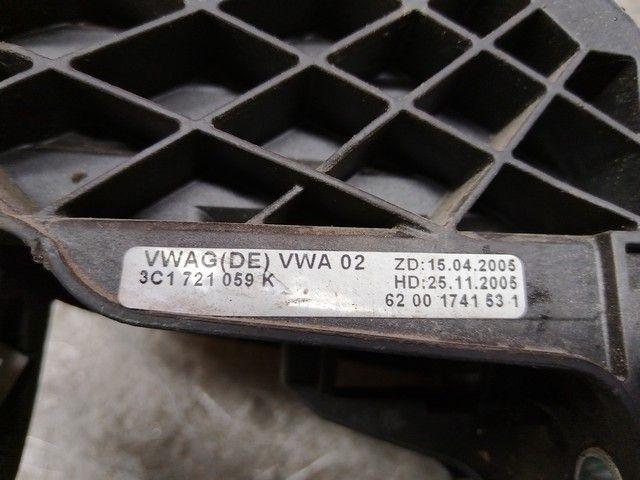 VWAG(DE) VWA 02
3C1 721 059 K
ZD:15.04.2005
HD:25.11.2005
62 00 1741 53 1